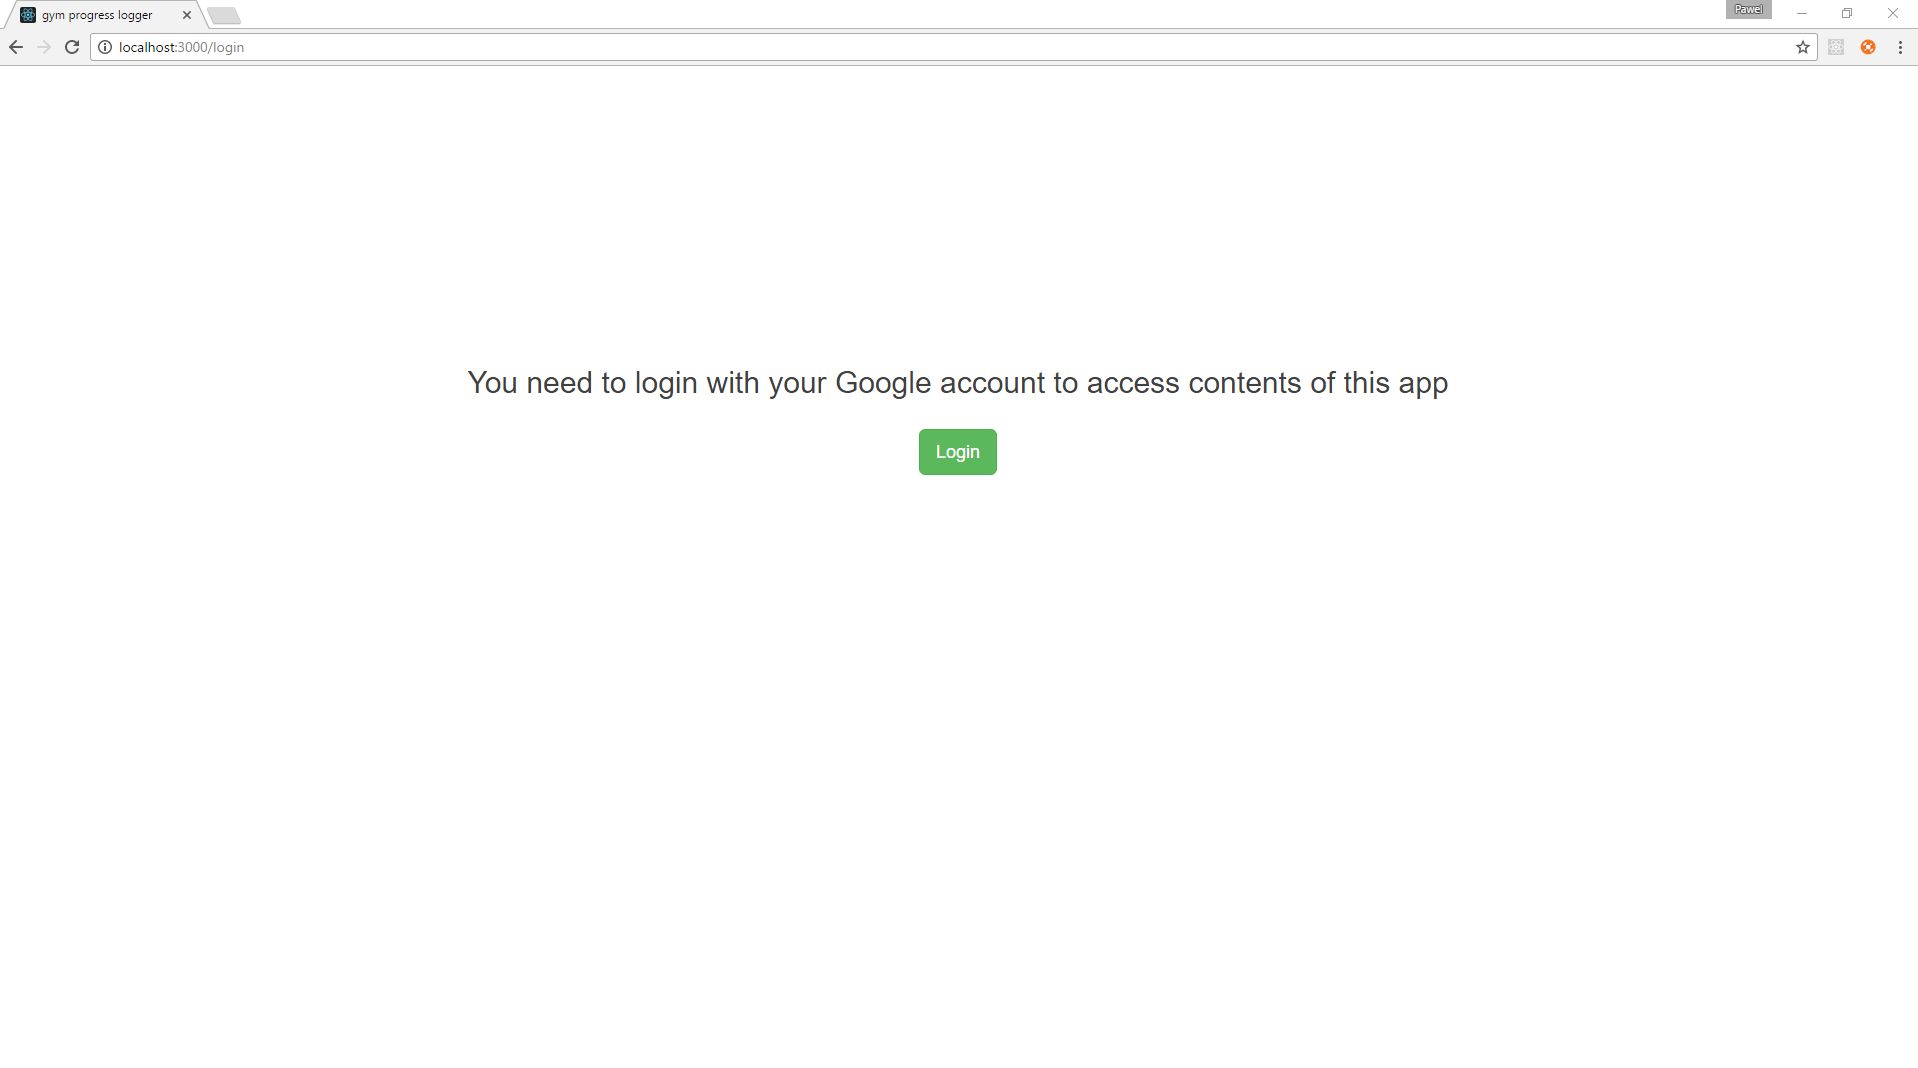 gym progress logger
Pawel
localhost:3000/login
You need to login with your Google account to access contents of this app
Login